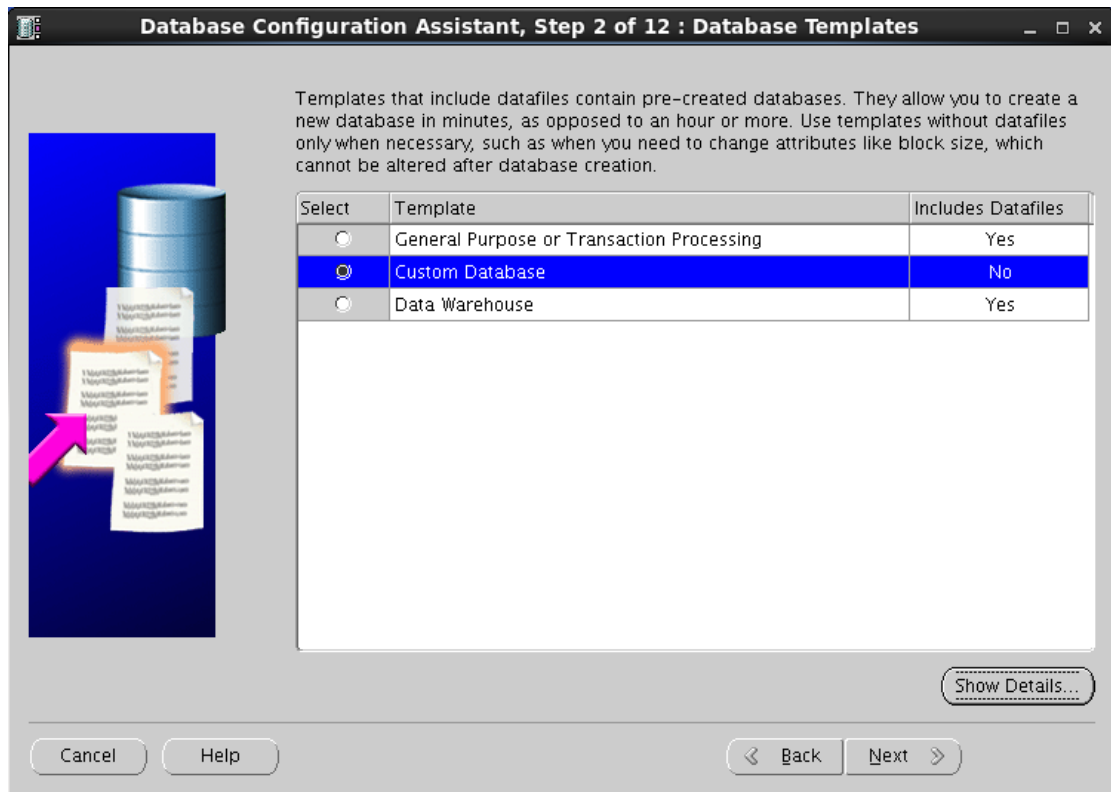 Database Configuration Assistant, Step 2 of 12 : Database Templates
Templates that include datafiles contain pre-created databases. They allow you to create a
new database in minutes, as opposed to an hour or more. Use templates without datafiles
only when necessary, such as when you need to change attributes like block size, which
cannot be altered after database creation.
Select Template Includes Datafiles
General Purpose or Transaction Processing Yes
Custom Database No
Data Warehouse Yes
Show Details...
Cancel Help Back Next